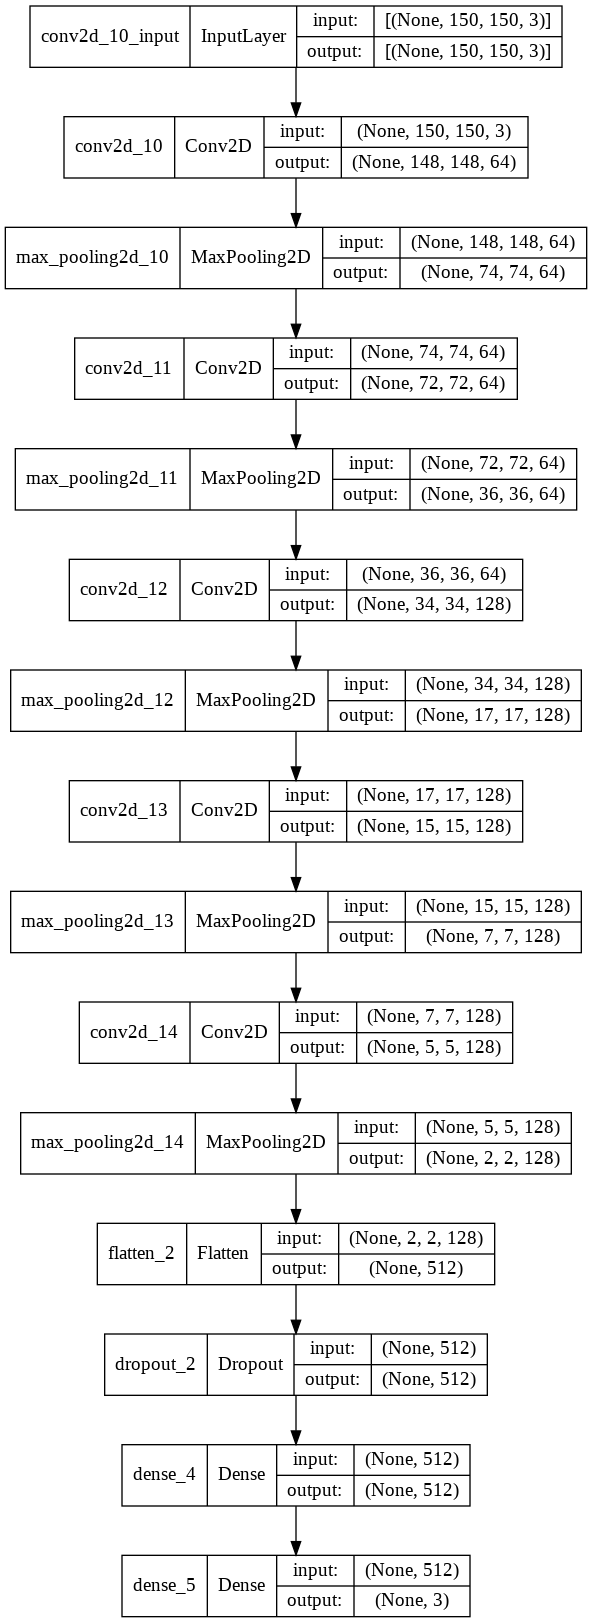 conv2d_10_input InputLayer input: [(None, 150, 150, 3)]
output: [(None, 150, 150, 3)]
conv2d_10 Conv2D input: (None, 150, 150, 3)
output: (None, 148, 148, 64)
max_pooling2d_10 MaxPooling2D input: (None, 148, 148, 64)
output: (None, 74, 74, 64)
conv2d_11 Conv2D input: (None, 74, 74, 64)
output: (None, 72, 72, 64)
max_pooling2d_11 MaxPooling2D input: (None, 72, 72, 64)
output: (None, 36, 36, 64)
conv2d_12 Conv2D input: (None, 36, 36, 64)
output: (None, 34, 34, 128)
max_pooling2d_12 MaxPooling2D input: (None, 34, 34, 128)
output: (None, 17, 17, 128)
conv2d_13 Conv2D input: (None, 17, 17, 128)
output: (None, 15, 15, 128)
max_pooling2d_13 MaxPooling2D input: (None, 15, 15, 128)
output: (None, 7, 7, 128)
conv2d_14 Conv2D input: (None, 7, 7, 128)
output: (None, 5, 5, 128)
max_pooling2d_14 MaxPooling2D input: (None, 5, 5, 128)
output: (None, 2, 2, 128)
flatten_2 Flatten input: (None, 2, 2, 128)
output: (None, 512)
dropout_2 Dropout input: (None, 512)
output: (None, 512)
dense_4 Dense input: (None, 512)
output: (None, 512)
dense_5 Dense input: (None, 512)
output: (None, 3)